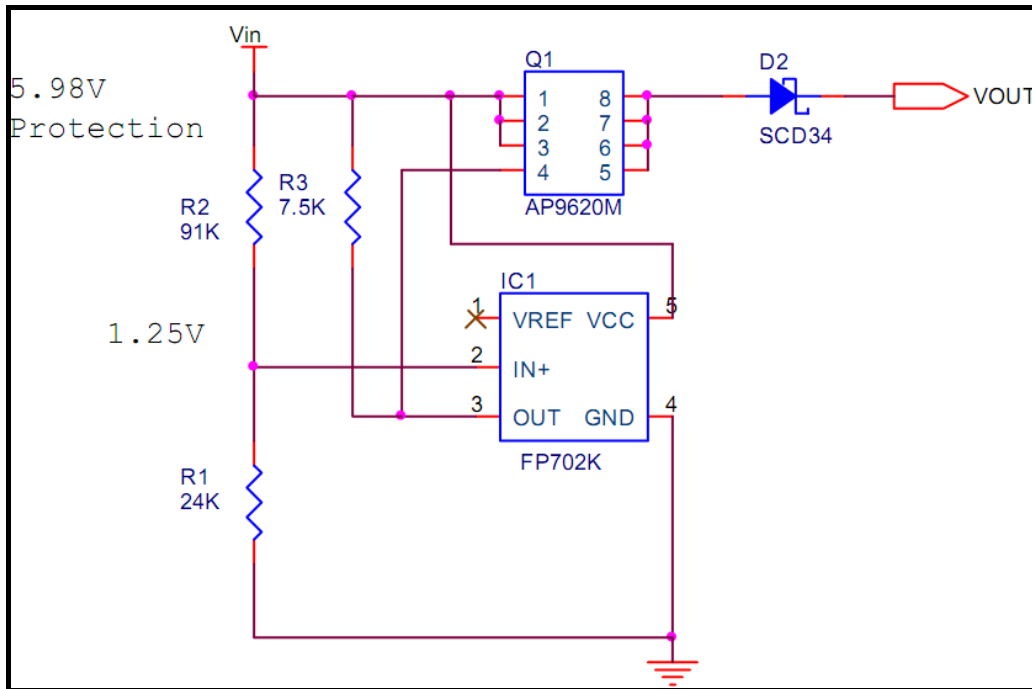 Vin
5.98V
Protection
Q1
1
2
3
4
8
7
6
5
AP9620M
D2
SCD34
VOUT
R2
91K
R3
7.5K
1.25V
IC1
1
VREF
VCC
5
2
IN+
3
OUT
GND
4
FP702K
R1
24K